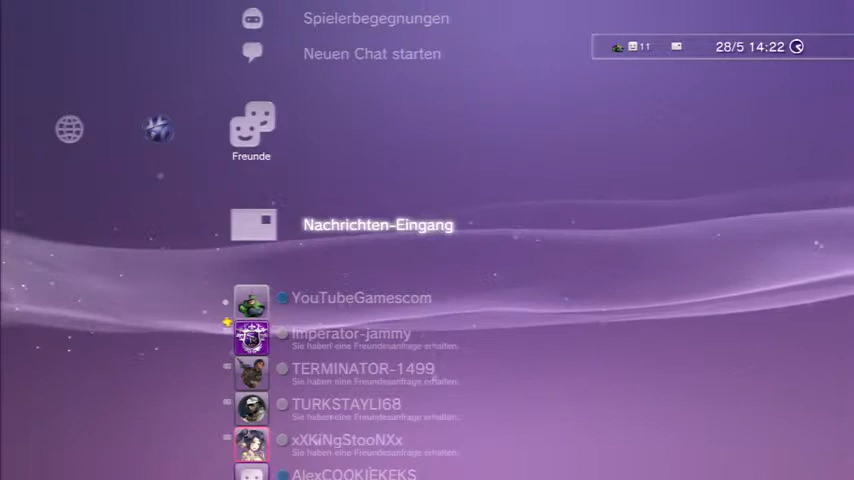 Spielerbegegnungen
Neuen Chat starten
11
28/5 14:22
Freunde
Nachrichten-Eingang
YouTubeGamescom
Imperator-jammy
Sie haben eine Freundesanfrage erhalten.
TERMINATOR-1499
Sie haben eine Freundesanfrage erhalten.
TURKSTAYLI68
Sie haben eine Freundesanfrage erhalten.
xXKiNgStooNXx
Sie haben eine Freundesanfrage erhalten.
AlexCOOKIEKEKS